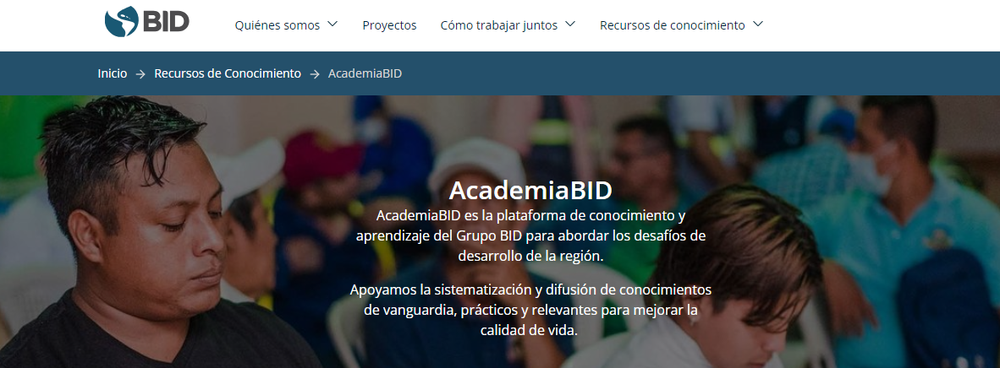 BID
Quiénes somos
Proyectos
Cómo trabajar juntos
Recursos de conocimiento
Inicio → Recursos de Conocimiento → AcademiaBID
AcademiaBID
AcademiaBID es la plataforma de conocimiento y
aprendizaje del Grupo BID para abordar los desafíos de
desarrollo de la región.
Apoyamos la sistematización y difusión de conocimientos
de vanguardia, prácticos y relevantes para mejorar la
calidad de vida.